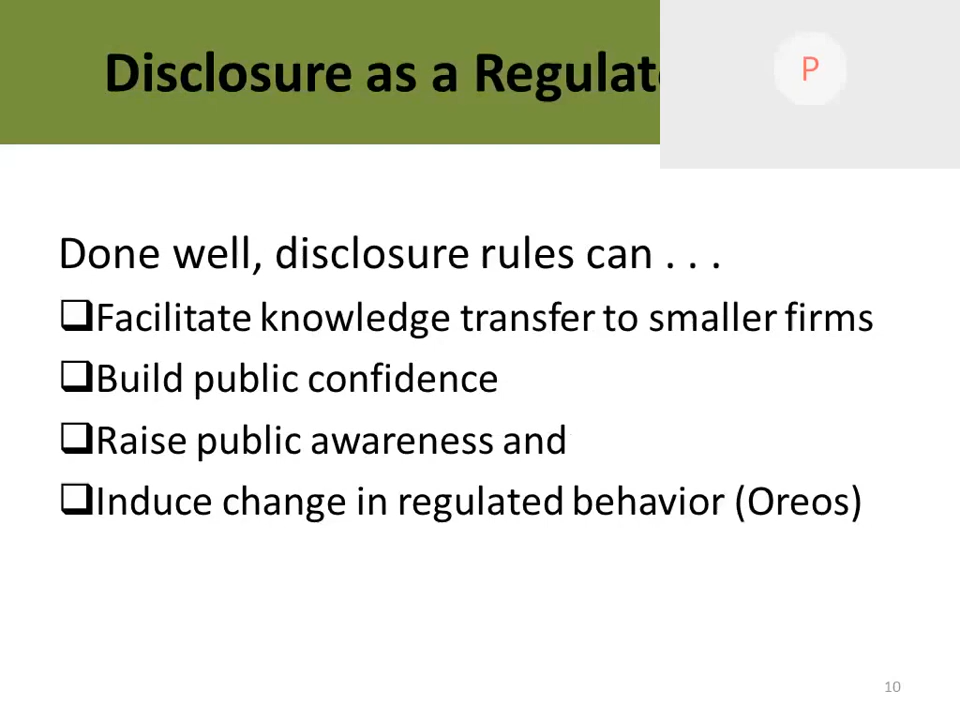 Disclosure as a Regulat
P
Done well, disclosure rules can . . .
❑Facilitate knowledge transfer to smaller firms
❑Build public confidence
❑Raise public awareness and
❑Induce change in regulated behavior (Oreos)
10